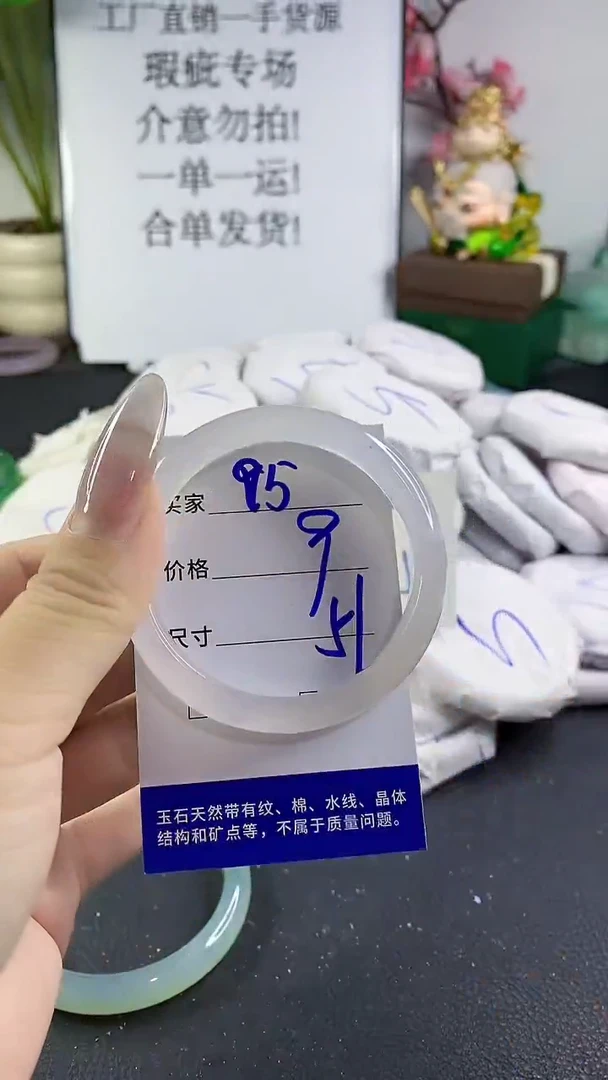 工厂直销一手货源
瑕疵专场
介意勿拍!
一单一运!
合单发货!
买家 95
价格 9
尺寸 51
玉石天然带有纹、棉、水线、晶体
结构和矿点等，不属于质量问题。